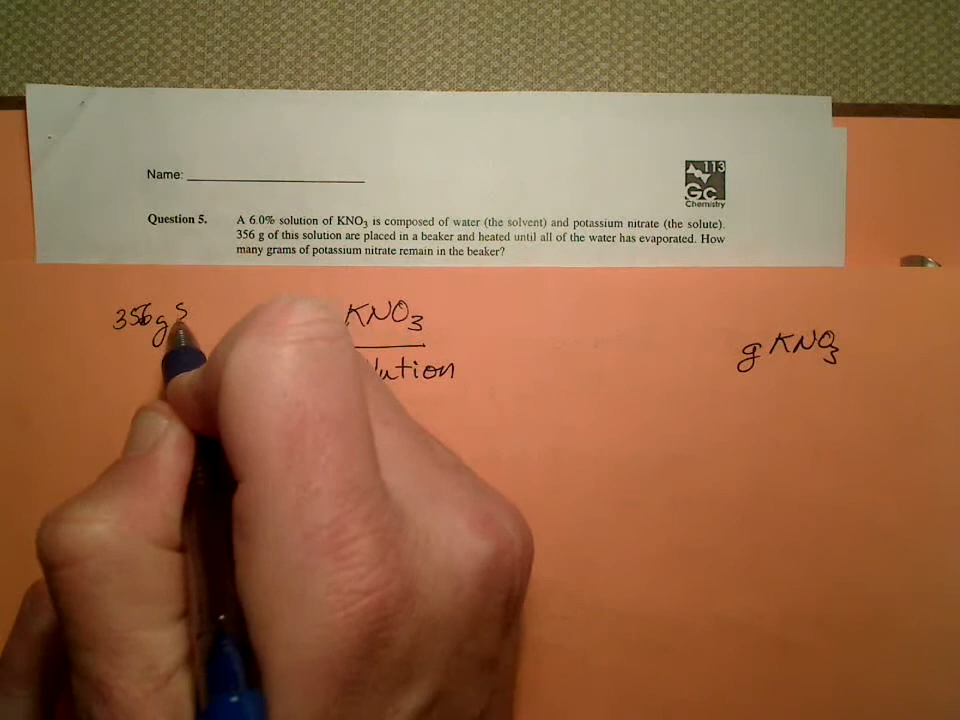 Name:
113
GC
Chemistry
Question 5. A 6.0% solution of KNO₃ is composed of water (the solvent) and potassium nitrate (the solute).
356 g of this solution are placed in a beaker and heated until all of the water has evaporated. How
many grams of potassium nitrate remain in the beaker?
356 g s KNO₃
lution
g KNO₃